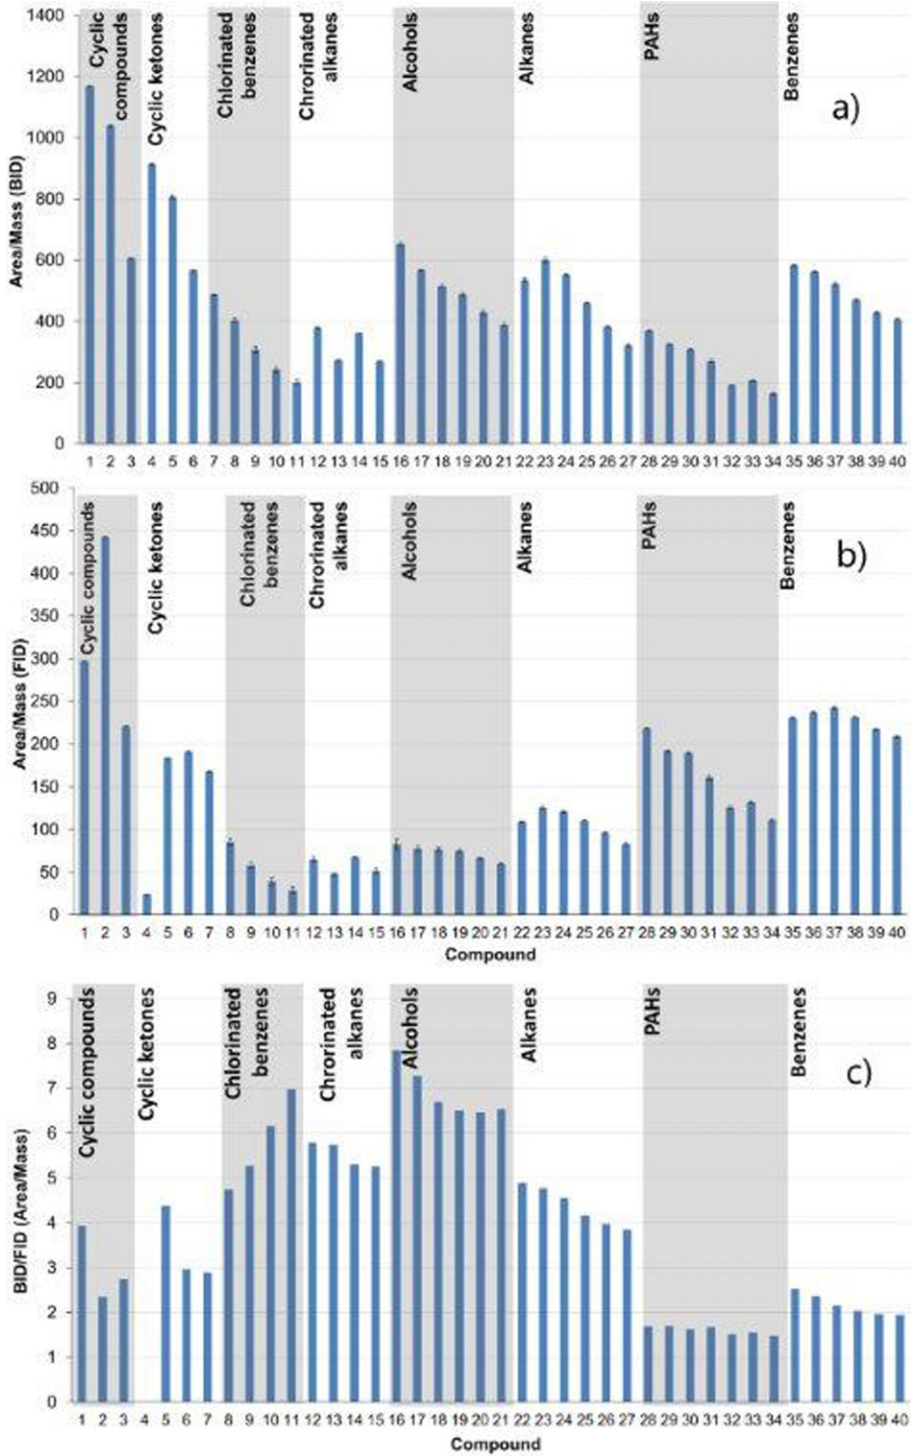 1400
1200
1000
800
600
400
200
0
Area/Mass (BID)
Cyclic
compounds
Cyclic ketones
Chlorinated
benzenes
Chrorinated
alkanes
Alcohols
Alkanes
PAHs
Benzenes
a)
1 2 3 4 5 6 7 8 9 10 11 12 13 14 15 16 17 18 19 20 21 22 23 24 25 26 27 28 29 30 31 32 33 34 35 36 37 38 39 40
500
450
400
350
300
250
200
150
100
50
0
Area/Mass (FID)
Cyclic compounds
Cyclic ketones
Chlorinated
benzenes
Chrorinated
alkanes
Alcohols
Alkanes
PAHs
Benzenes
b)
1 2 3 4 5 6 7 8 9 10 11 12 13 14 15 16 17 18 19 20 21 22 23 24 25 26 27 28 29 30 31 32 33 34 35 36 37 38 39 40
Compound
9
8
7
6
5
4
3
2
1
0
BID/FID (Area/Mass)
Cyclic compounds
Cyclic ketones
Chlorinated
benzenes
Chrorinated
alkanes
Alcohols
Alkanes
PAHs
Benzenes
c)
1 2 3 4 5 6 7 8 9 10 11 12 13 14 15 16 17 18 19 20 21 22 23 24 25 26 27 28 29 30 31 32 33 34 35 36 37 38 39 40
Compound